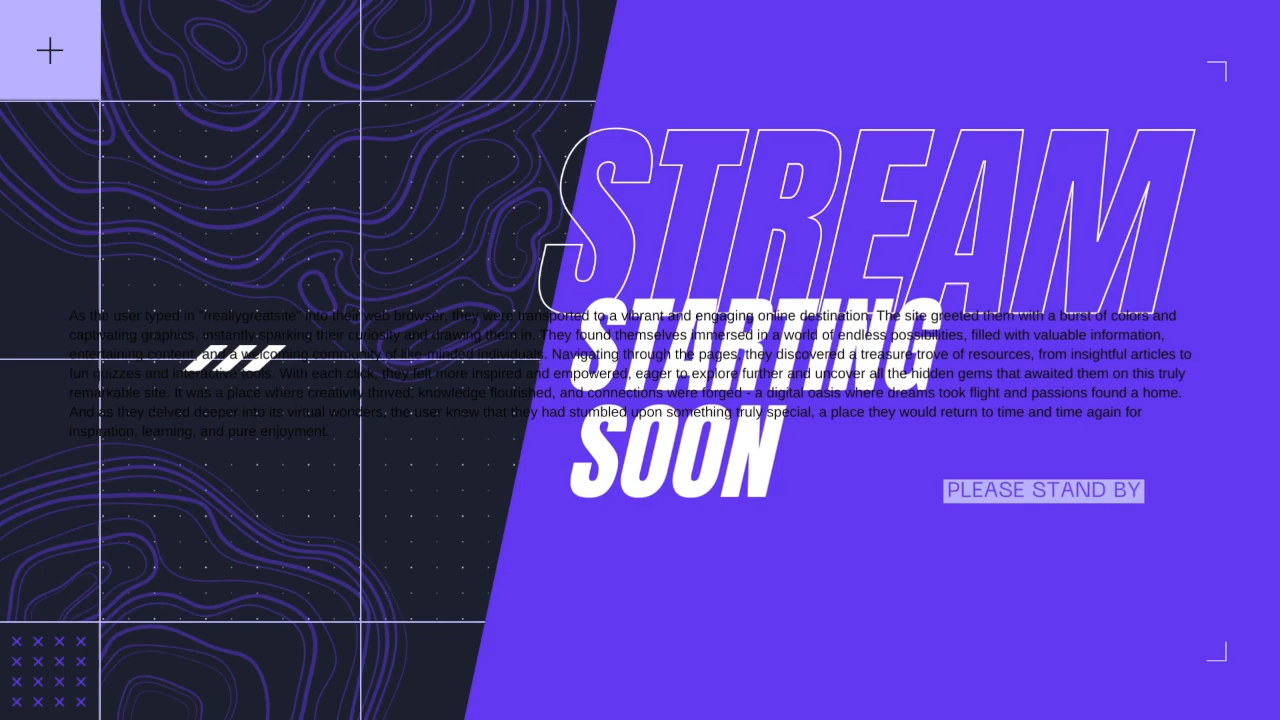 STREAM
STARTING
SOON
As the user typed in "reallygreatsite" into their web browser, they were transported to a vibrant and engaging online destination. The site greeted them with a burst of colors and
captivating graphics, instantly sparking their curiosity and drawing them in. They found themselves immersed in a world of endless possibilities, filled with valuable information,
entertaining content, and a welcoming community of like-minded individuals. Navigating through the pages, they discovered a treasure trove of resources, from insightful articles to
fun quizzes and interactive tools. With each click, they felt more inspired and empowered, eager to explore further and uncover all the hidden gems that awaited them on this truly
remarkable site. It was a place where creativity thrived, knowledge flourished, and connections were forged - a digital oasis where dreams took flight and passions found a home.
And as they delved deeper into its virtual wonders, the user knew that they had stumbled upon something truly special, a place they would return to time and time again for
inspiration, learning, and pure enjoyment.
PLEASE STAND BY